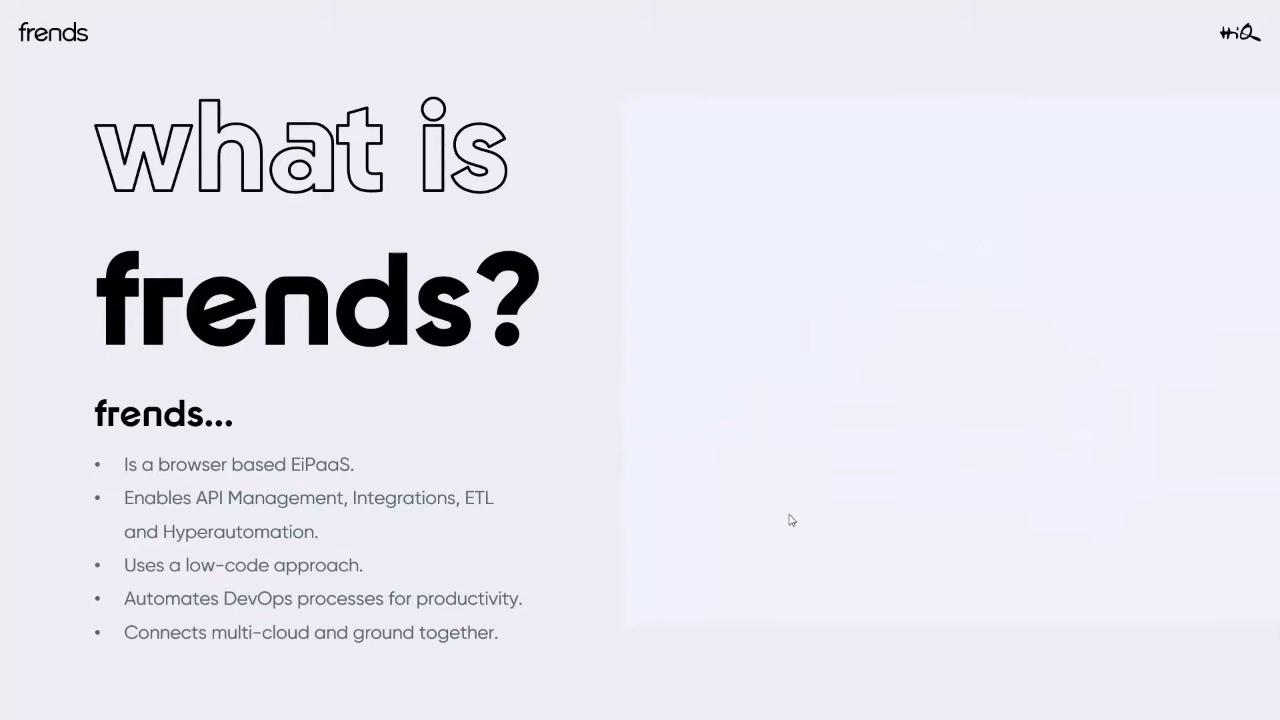 frends
HiQ
what is
frends?
frends...
• Is a browser based EiPaaS.
• Enables API Management, Integrations, ETL
and Hyperautomation.
• Uses a low-code approach.
• Automates DevOps processes for productivity.
• Connects multi-cloud and ground together.